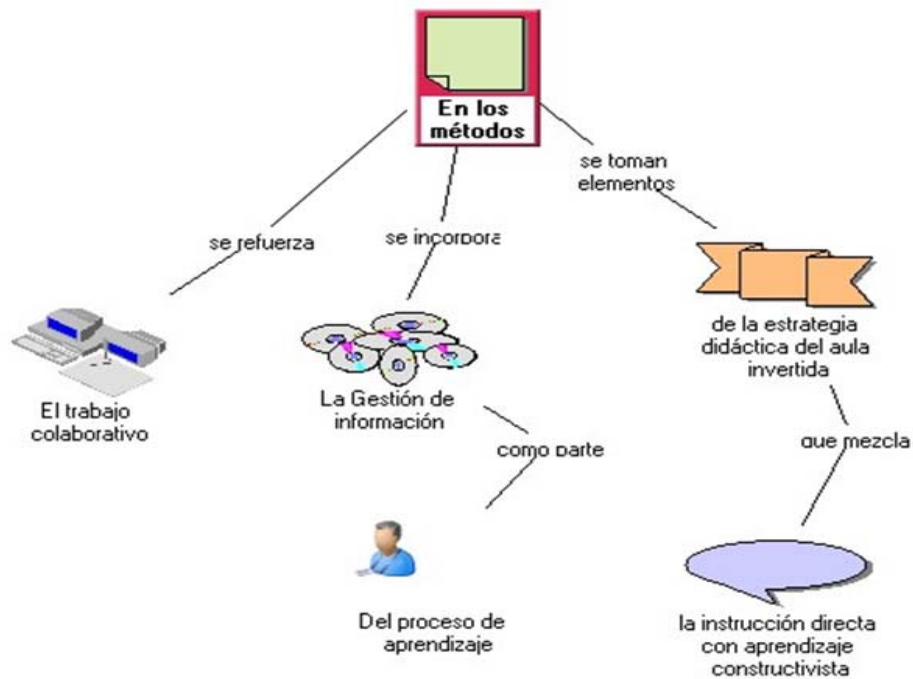 En los
métodos
se toman
elementos
se refuerza
se incorpora
de la estrategia
didáctica del aula
invertida
El trabajo
colaborativo
La Gestión de
información
como parte
que mezcla
Del proceso de
aprendizaje
la instrucción directa
con aprendizaje
constructivista